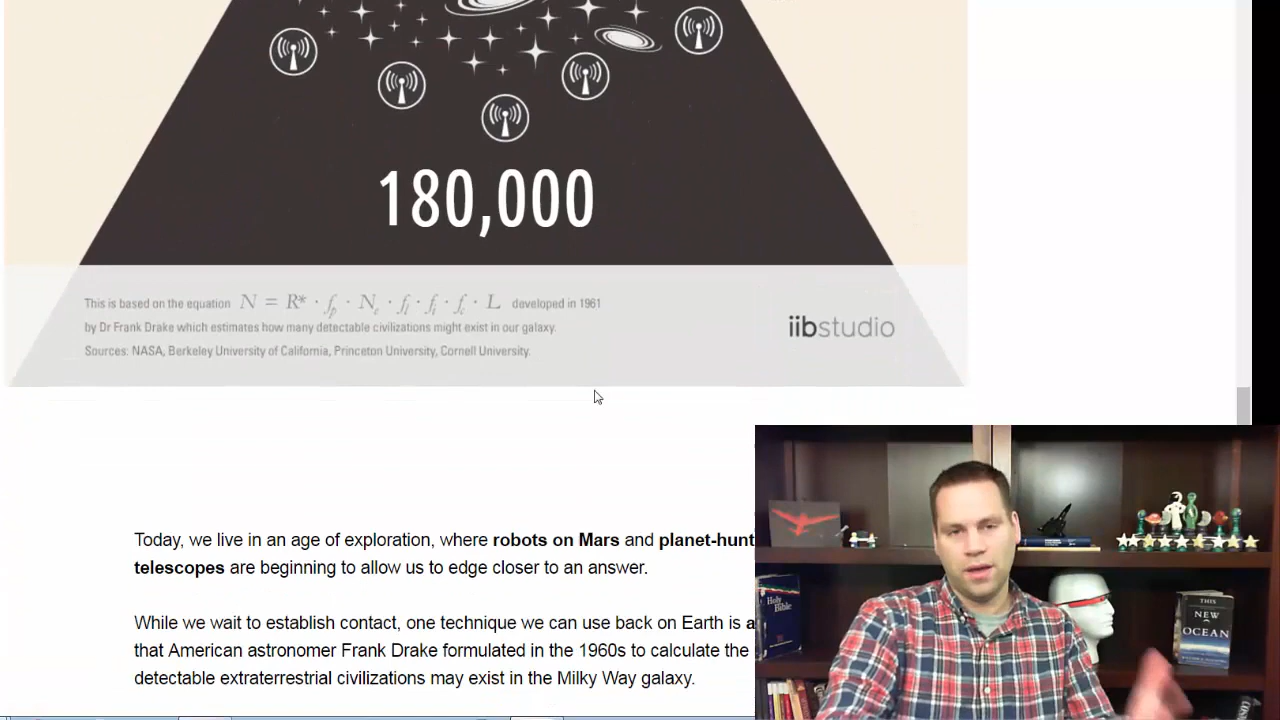 180,000
This is based on the equation N = R* · fp · Ne · fl · fi · fc · L developed in 1961
by Dr Frank Drake which estimates how many detectable civilizations might exist in our galaxy.
Sources: NASA, Berkeley University of California, Princeton University, Cornell University.
iibstudio
Today, we live in an age of exploration, where robots on Mars and planet-hunt
telescopes are beginning to allow us to edge closer to an answer.
While we wait to establish contact, one technique we can use back on Earth is a
that American astronomer Frank Drake formulated in the 1960s to calculate the
detectable extraterrestrial civilizations may exist in the Milky Way galaxy.
Holy
Bible
THIS
NEW
OCEAN